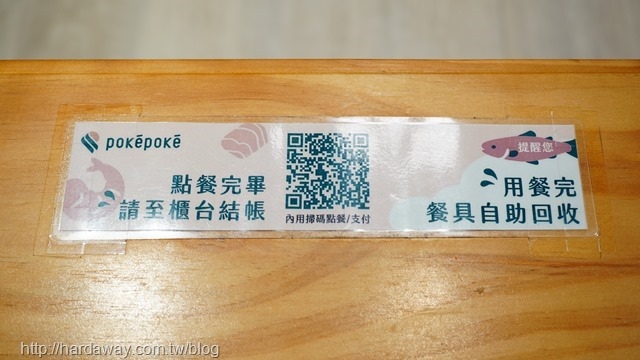 pokēpokē
點餐完畢
請至櫃台結帳
內用掃碼點餐/支付
提醒您
用餐完
餐具自助回收
http://hardaway.com.tw/blog